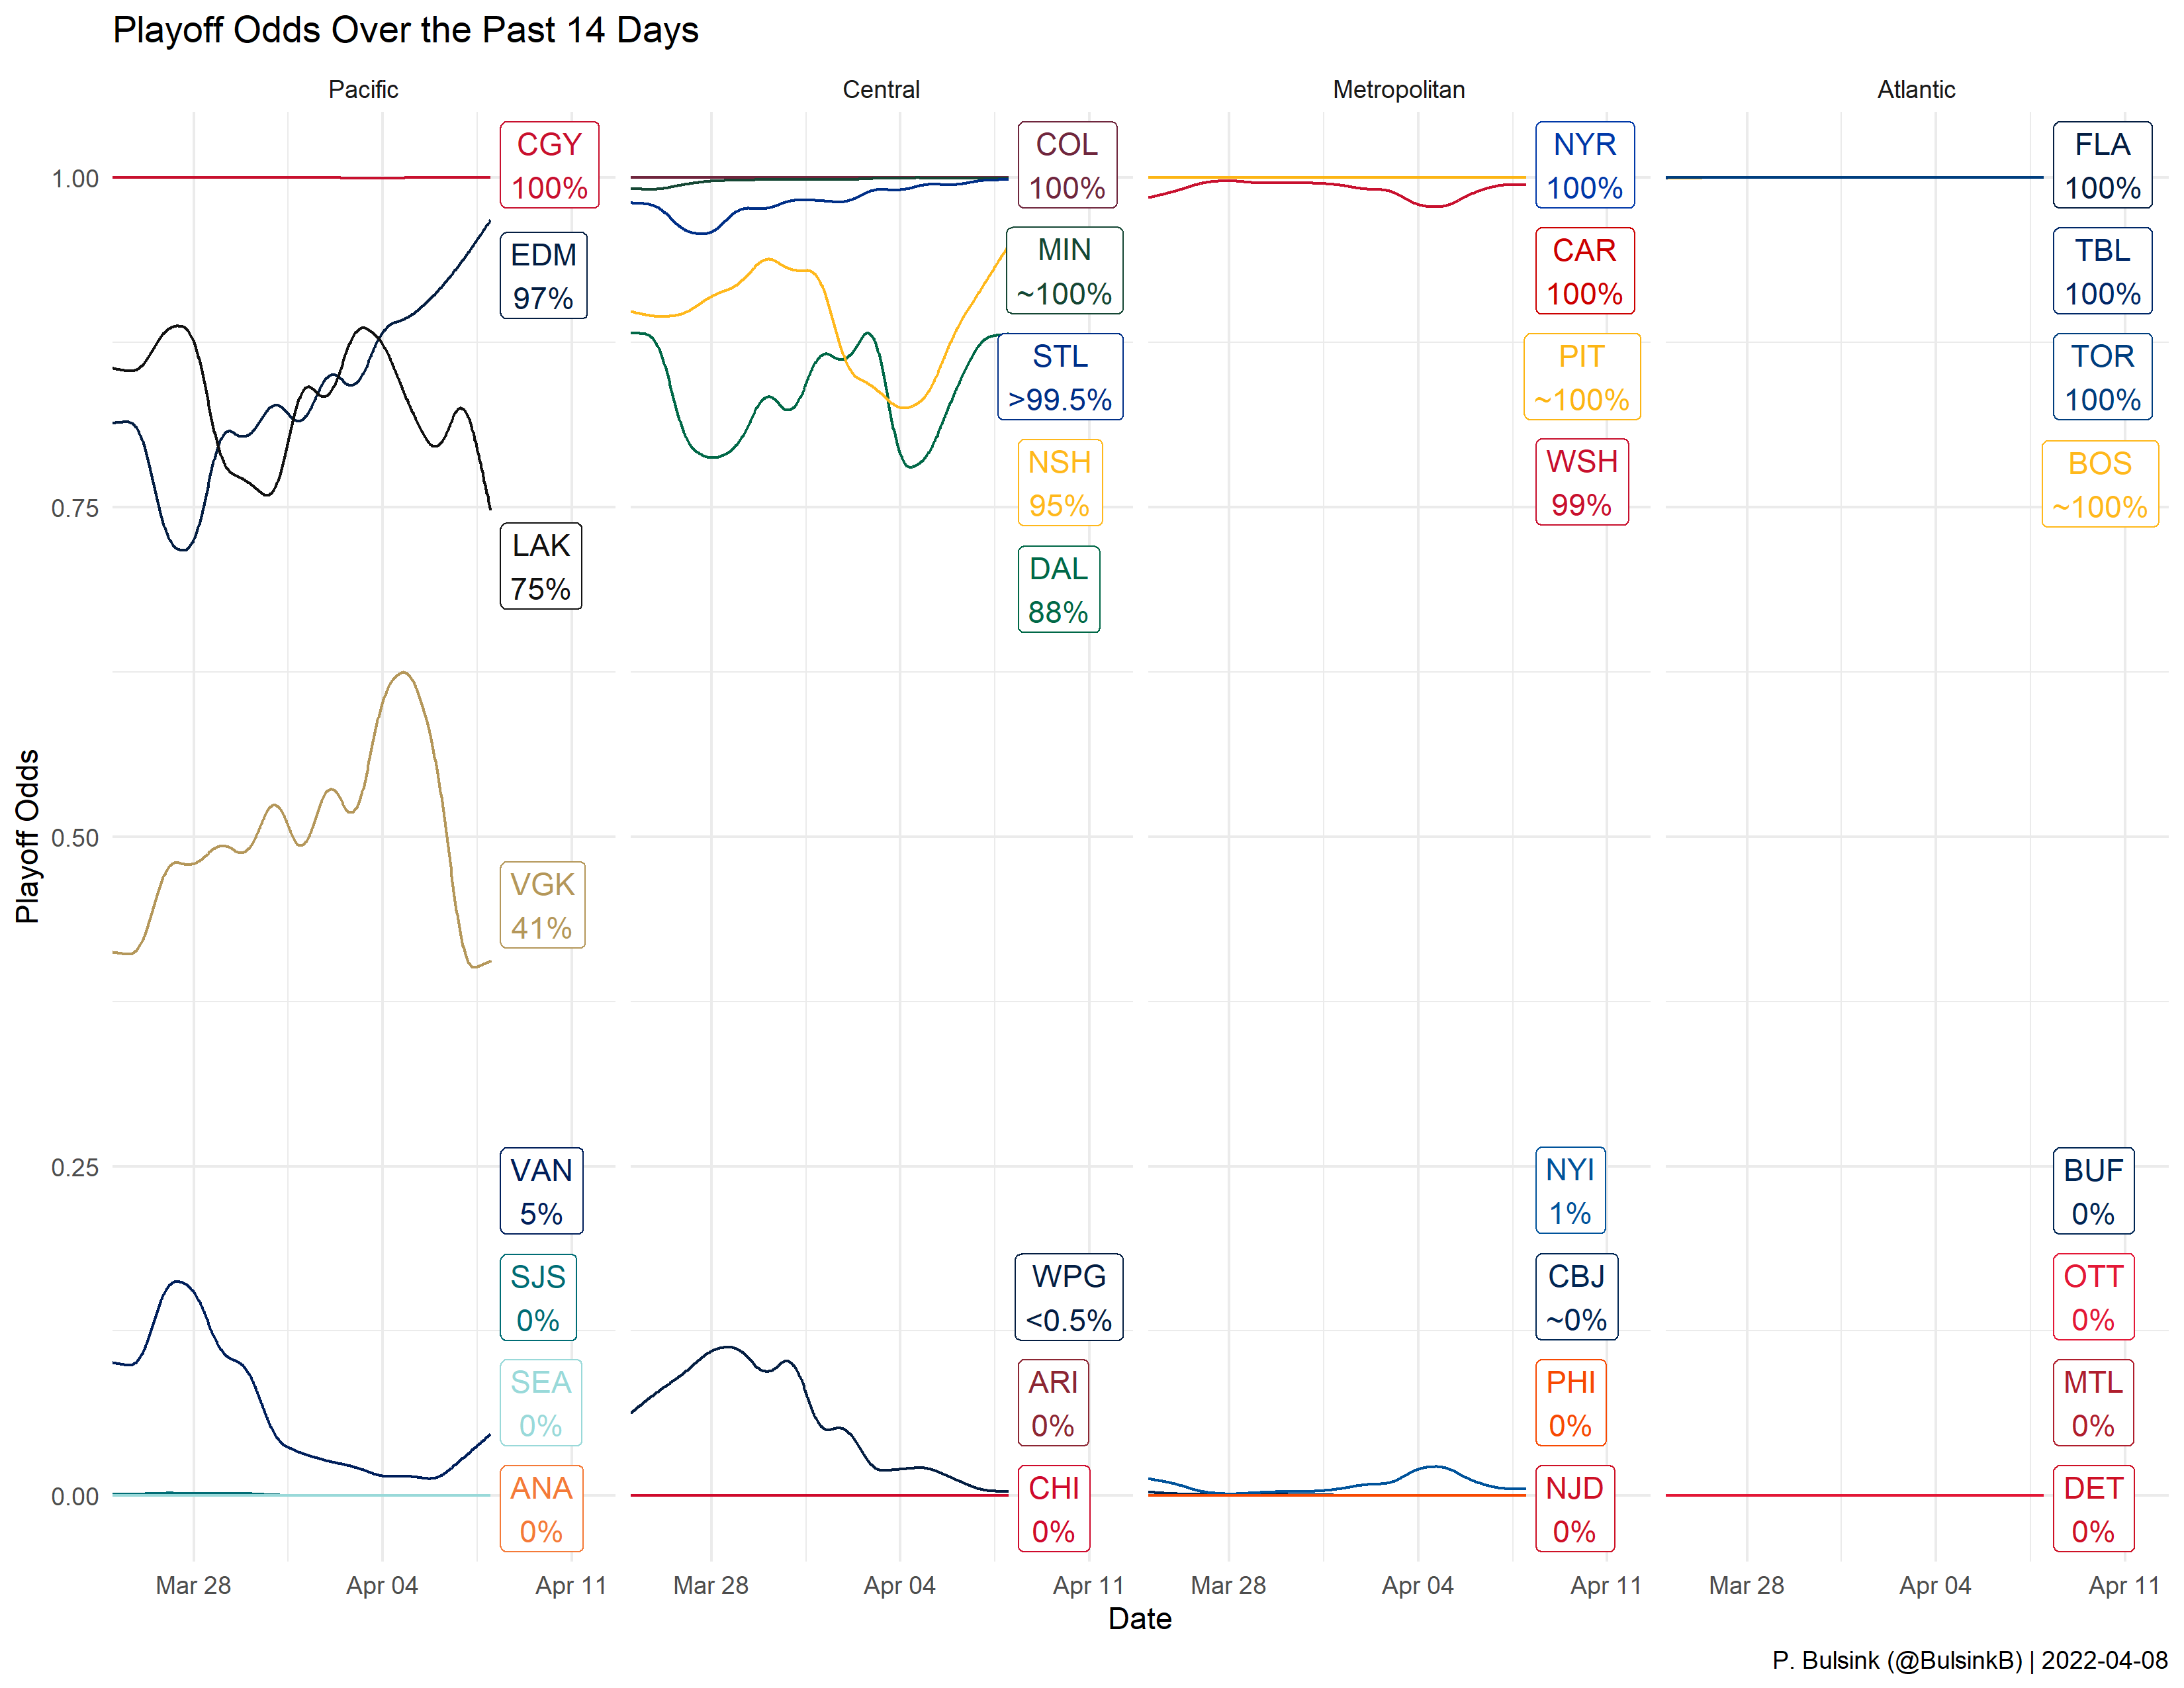 Playoff Odds Over the Past 14 Days
Pacific
Central
Metropolitan
Atlantic
Playoff Odds
1.00
0.75
0.50
0.25
0.00
CGY
100%
EDM
97%
LAK
75%
VGK
41%
VAN
5%
SJS
0%
SEA
0%
ANA
0%
COL
100%
MIN
~100%
STL
>99.5%
NSH
95%
DAL
88%
WPG
<0.5%
ARI
0%
CHI
0%
NYR
100%
CAR
100%
PIT
~100%
WSH
99%
NYI
1%
CBJ
~0%
PHI
0%
NJD
0%
FLA
100%
TBL
100%
TOR
100%
BOS
~100%
BUF
0%
OTT
0%
MTL
0%
DET
0%
Mar 28
Apr 04
Apr 11
Mar 28
Apr 04
Apr 11
Mar 28
Apr 04
Apr 11
Mar 28
Apr 04
Apr 11
Date
P. Bulsink (@BulsinkB) | 2022-04-08